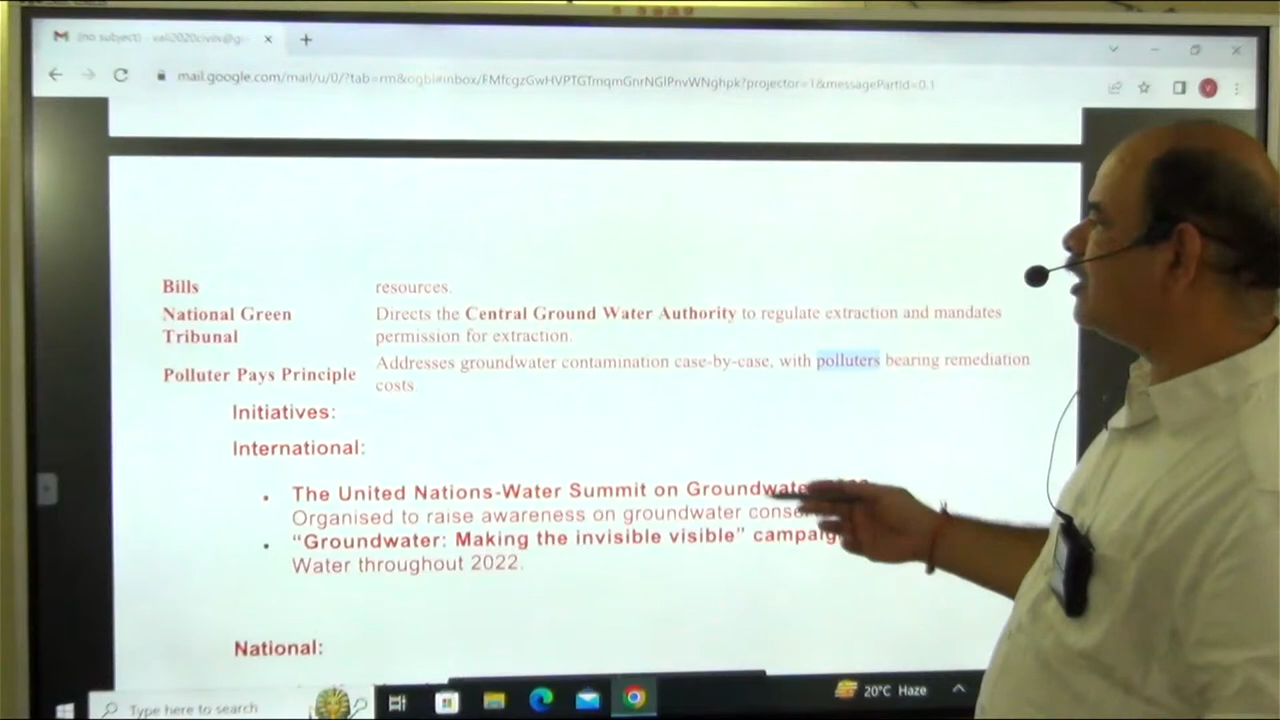 (no subject) - vali2020civils@g
mail.google.com/mail/u/0/?tab=rm&ogbl#inbox/FMfcgzGwHVPTGTmqmGnrNGlPnvWNghpk?projector=1&messagePartId=0.1
Bills resources.
National Green Tribunal
Directs the Central Ground Water Authority to regulate extraction and mandates
permission for extraction.
Polluter Pays Principle
Addresses groundwater contamination case-by-case, with polluters bearing remediation
costs.
Initiatives:
International:
• The United Nations-Water Summit on Groundwate
Organised to raise awareness on groundwater
• “Groundwater: Making the invisible visible”
Water throughout 2022.
National:
Type here to search
20°C Haze